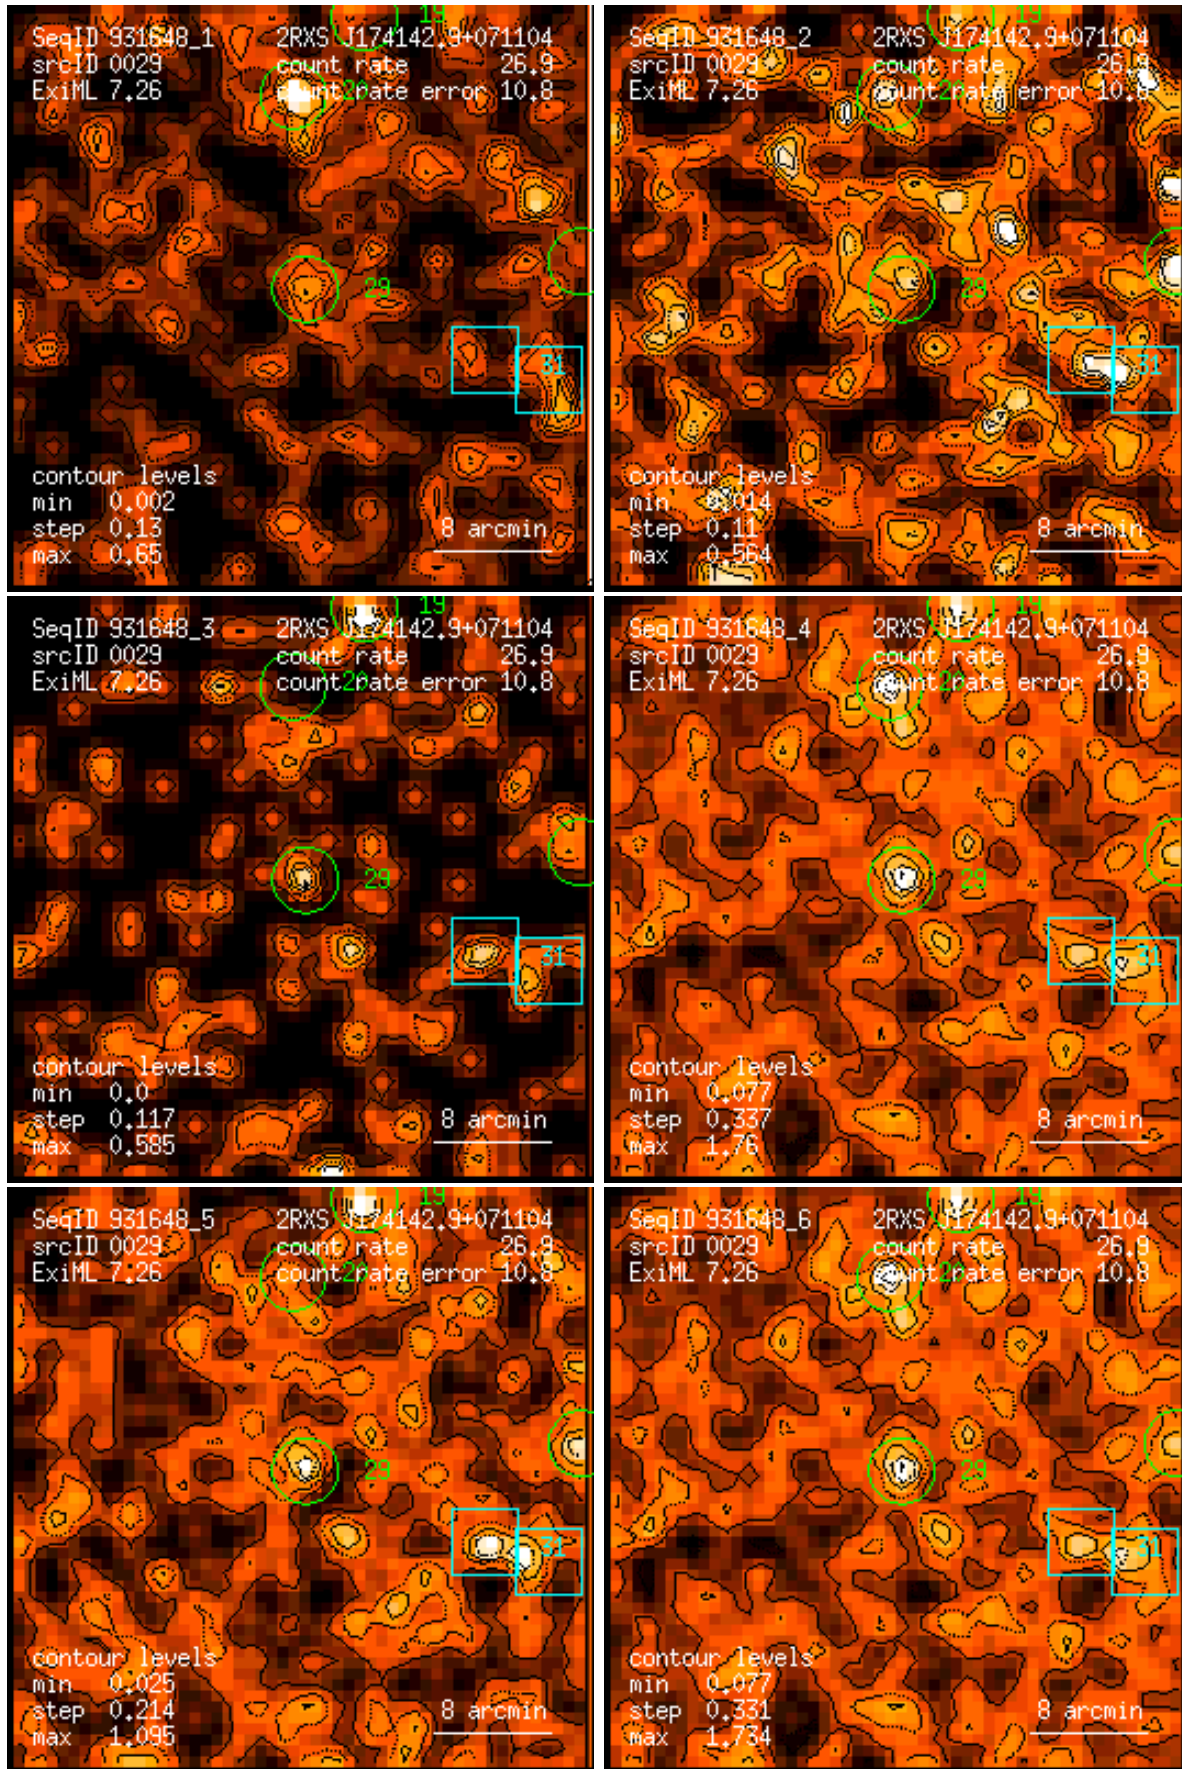 19
SeqID 931648_1 2RXS J174142.9+071104
srcID 0029 count rate 26.9
ExiML 7.26 count rate error 10.8
29
31
contour levels
min 0.002
step 0.13 8 arcmin
max 0.65
19
SeqID 931648_2 2RXS J174142.9+071104
srcID 0029 count rate 26.9
ExiML 7.26 count rate error 10.8
29
31
contour levels
min 0.014
step 0.11 8 arcmin
max 0.564
19
SeqID 931648_3 2RXS J174142.9+071104
srcID 0029 count rate 26.9
ExiML 7.26 count rate error 10.8
29
31
contour levels
min 0.0
step 0.117 8 arcmin
max 0.585
19
SeqID 931648_4 2RXS J174142.9+071104
srcID 0029 count rate 26.9
ExiML 7.26 count rate error 10.8
29
31
contour levels
min 0.077
step 0.337 8 arcmin
max 1.76
19
SeqID 931648_5 2RXS J174142.9+071104
srcID 0029 count rate 26.9
ExiML 7.26 count rate error 10.8
29
31
contour levels
min 0.025
step 0.214 8 arcmin
max 1.095
19
SeqID 931648_6 2RXS J174142.9+071104
srcID 0029 count rate 26.9
ExiML 7.26 count rate error 10.8
29
31
contour levels
min 0.077
step 0.331 8 arcmin
max 1.734